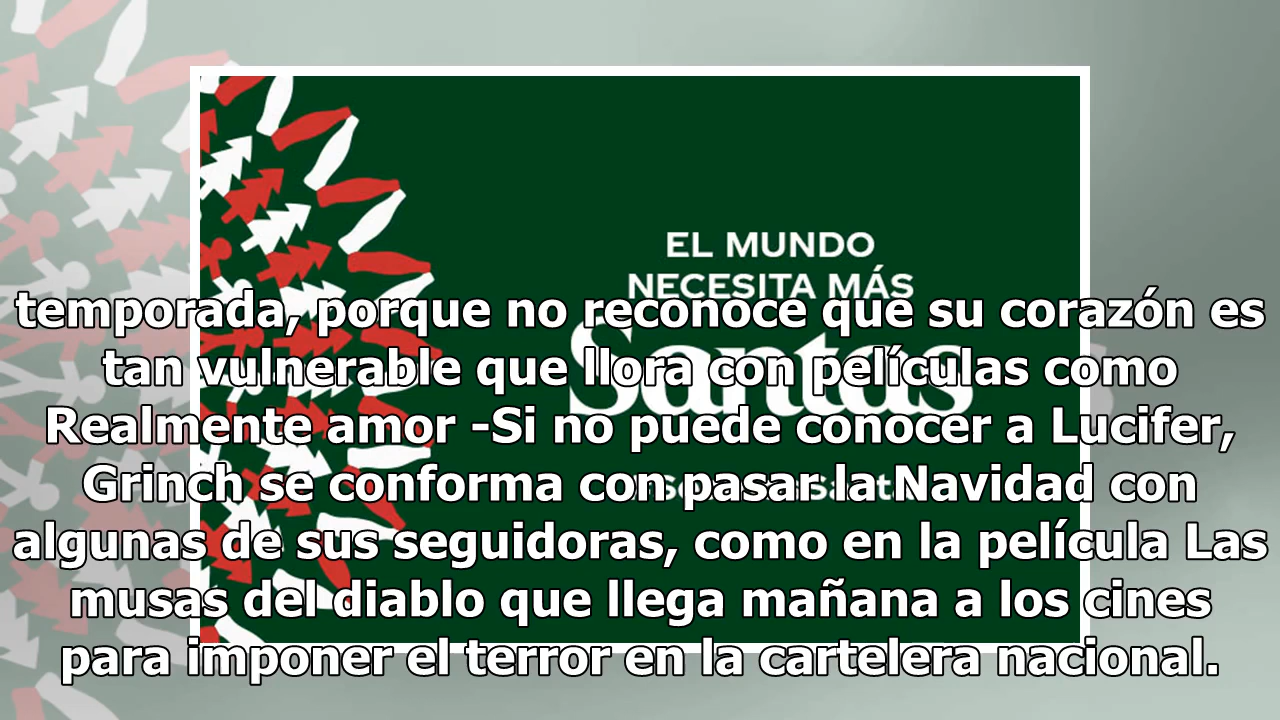 EL MUNDO
NECESITA MÁS
Santas
temporada, porque no reconoce que su corazón es
tan vulnerable que llora con películas como
Realmente amor -Si no puede conocer a Lucifer,
Grinch se conforma con pasar la Navidad con
algunas de sus seguidoras, como en la película Las
musas del diablo que llega mañana a los cines
para imponer el terror en la cartelera nacional.